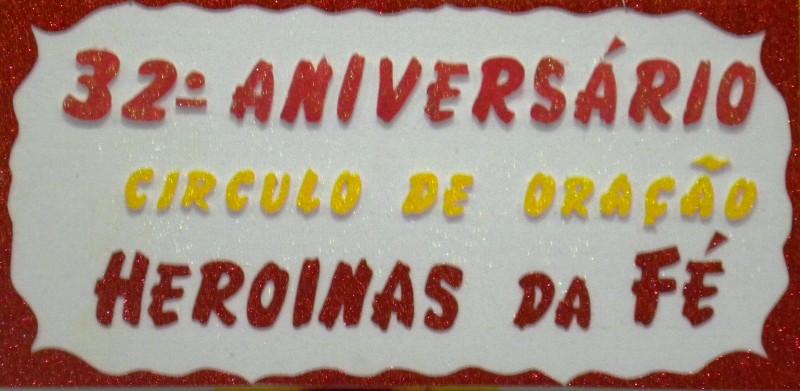 32º ANIVERSÁRIO
CIRCULO DE ORAÇÃO
HEROINAS DA FÉ